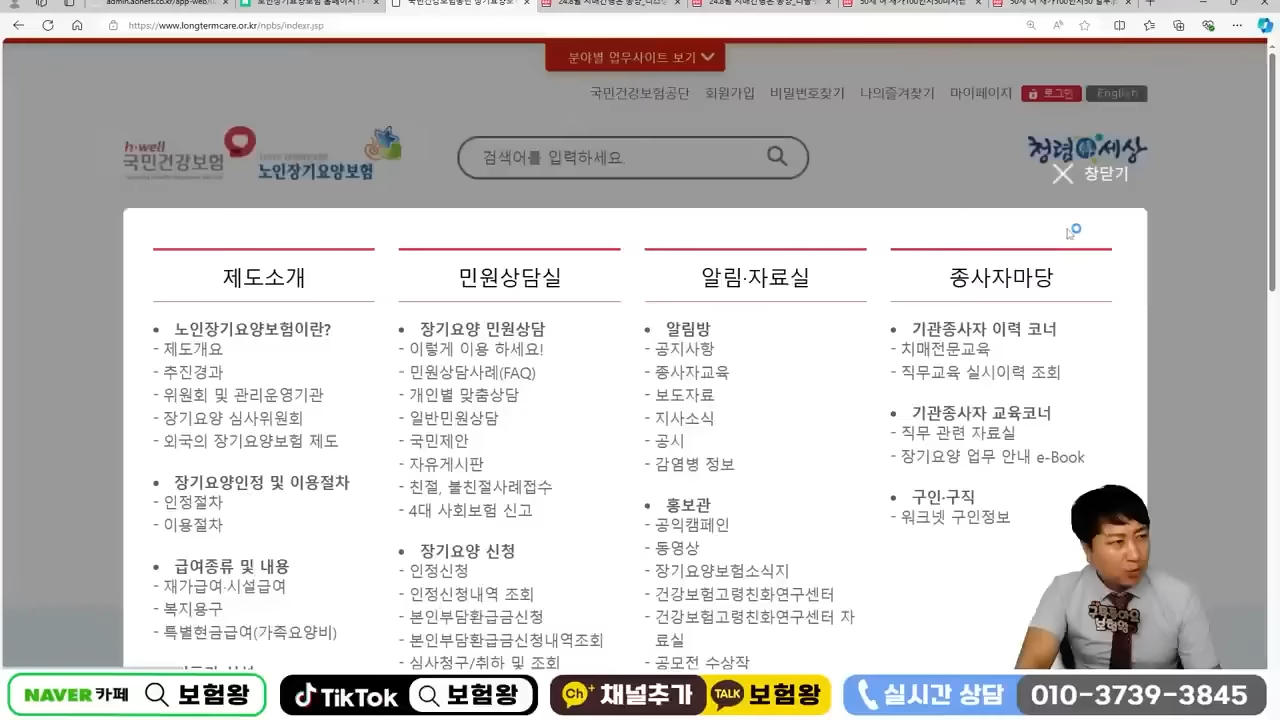 https://www.longtermcare.or.kr/npbs/indexr.jsp
분야별 업무사이트 보기
국민건강보험공단 회원가입 비밀번호찾기 나의즐겨찾기 마이페이지 로그인 English
h·well
국민건강보험
노인장기요양보험
검색어를 입력하세요.
청렴 세상
창닫기
제도소개
• 노인장기요양보험이란?
- 제도개요
- 추진경과
- 위원회 및 관리운영기관
- 장기요양 심사위원회
- 외국의 장기요양보험 제도
• 장기요양인정 및 이용절차
- 인정절차
- 이용절차
• 급여종류 및 내용
- 재가급여·시설급여
- 복지용구
- 특별현금급여(가족요양비)
민원상담실
• 장기요양 민원상담
- 이렇게 이용 하세요!
- 민원상담사례(FAQ)
- 개인별 맞춤상담
- 일반민원상담
- 국민제안
- 자유게시판
- 친절, 불친절사례접수
- 4대 사회보험 신고
• 장기요양 신청
- 인정신청
- 인정신청내역 조회
- 본인부담환급금신청
- 본인부담환급금신청내역조회
- 심사청구/취하 및 조회
알림·자료실
• 알림방
- 공지사항
- 종사자교육
- 보도자료
- 지사소식
- 공시
- 감염병 정보
• 홍보관
- 공익캠페인
- 동영상
- 장기요양보험소식지
- 건강보험고령친화연구센터
- 건강보험고령친화연구센터 자
료실
- 공모전 수상작
종사자마당
• 기관종사자 이력 코너
- 치매전문교육
- 직무교육 실시이력 조회
• 기관종사자 교육코너
- 직무 관련 자료실
- 장기요양 업무 안내 e-Book
• 구인·구직
- 워크넷 구인정보
NAVER 카페 보험왕
TikTok 보험왕
Ch+ 채널추가 TALK 보험왕
실시간 상담 010-3739-3845